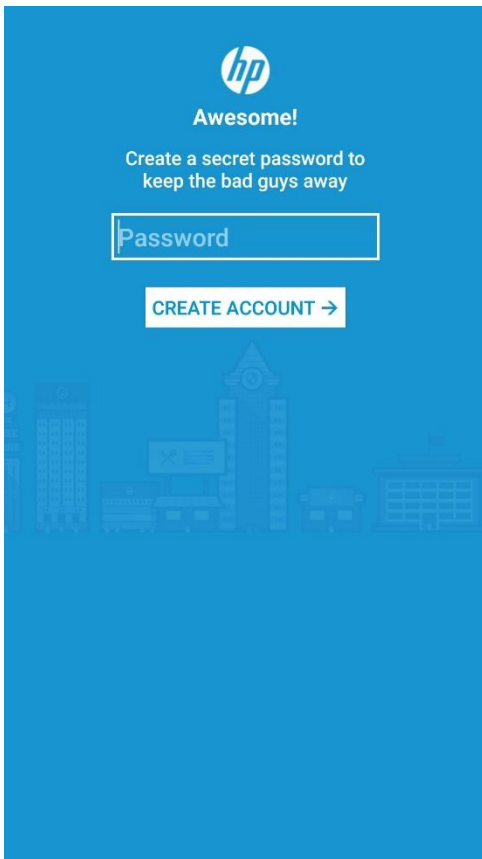 hp
Awesome!
Create a secret password to
keep the bad guys away
Password
CREATE ACCOUNT →